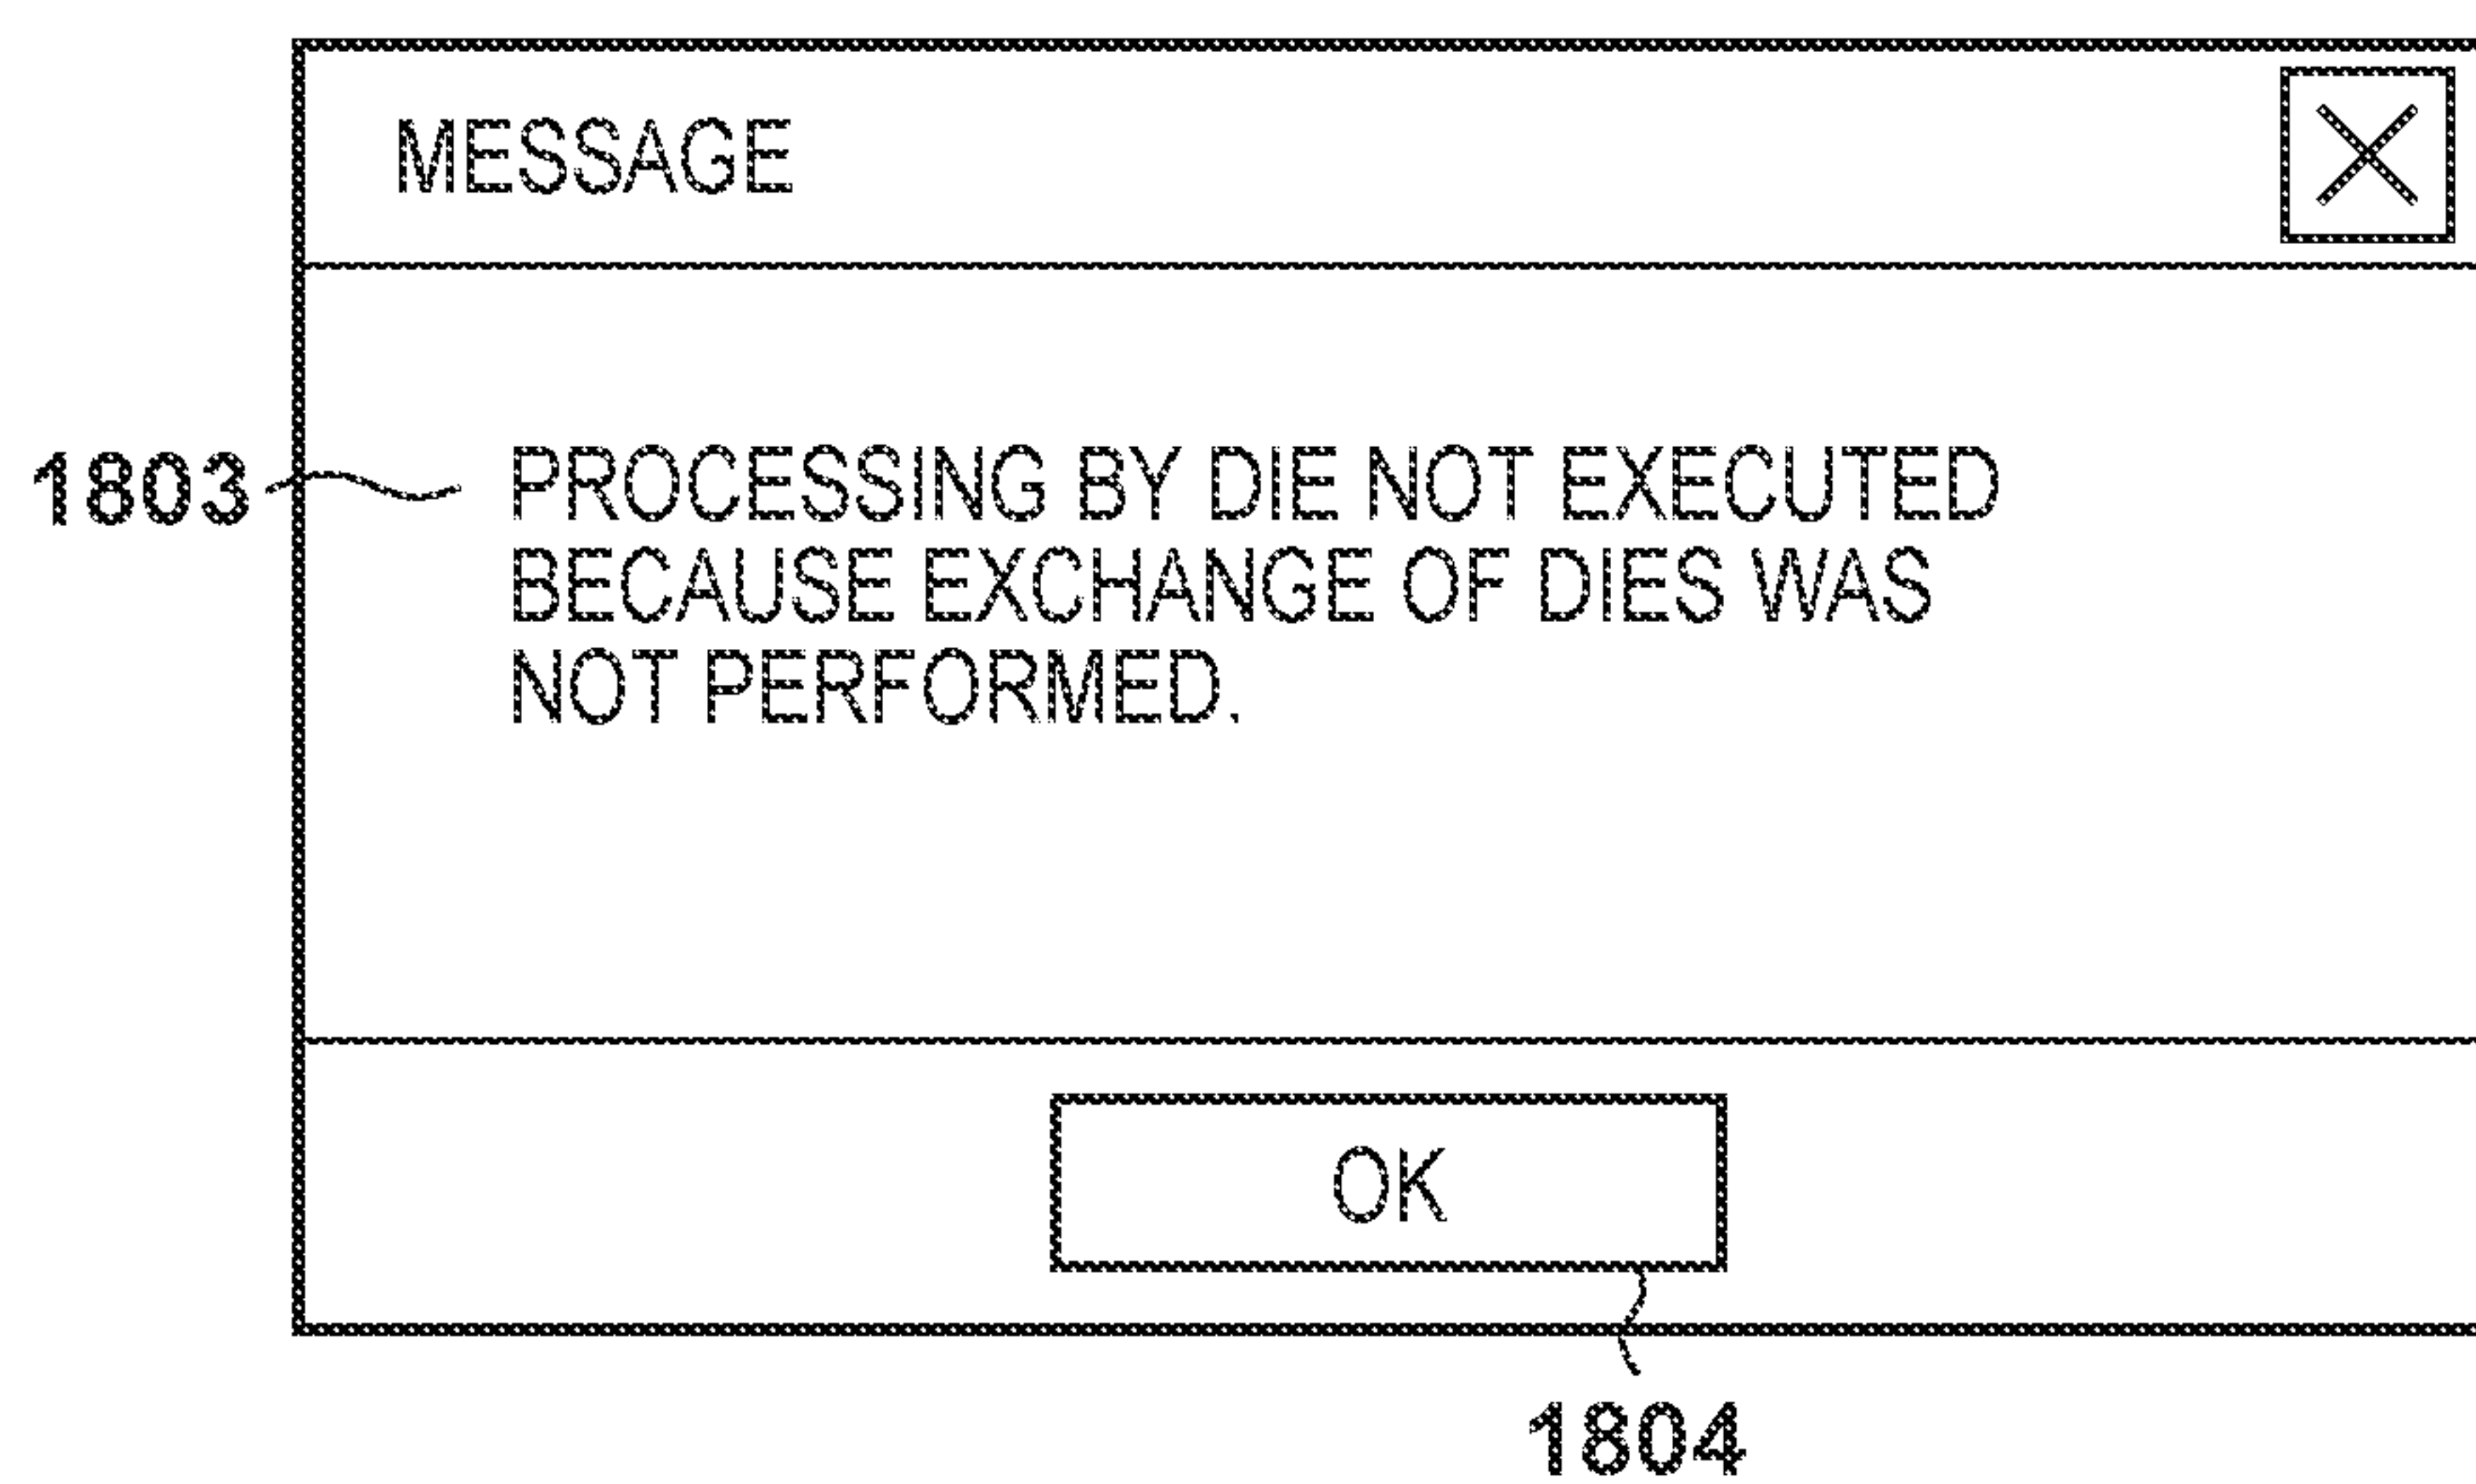 MESSAGE
1803
PROCESSING BY DIE NOT EXECUTED
BECAUSE EXCHANGE OF DIES WAS
NOT PERFORMED.
OK
1804